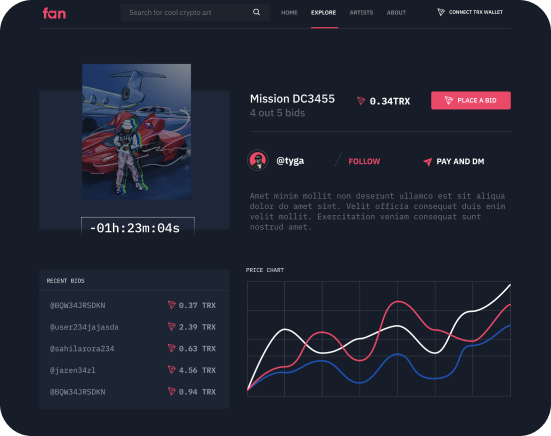 fan
Search for cool crypto art
HOME
EXPLORE
ARTISTS
ABOUT
CONNECT TRX WALLET
Mission DC3455
0.34TRX
PLACE A BID
4 out 5 bids
@tyga
FOLLOW
PAY AND DM
Amet minim mollit non deserunt ullamco est sit aliqua
dolor do amet sint. Velit officia consequat duis enim
velit mollit. Exercitation veniam consequat sunt
nostrud amet.
-01h:23m:04s
RECENT BIDS
@BQW34JRSDKN 0.37 TRX
@user234jajasda 2.39 TRX
@sahilarora234 0.63 TRX
@jaren34zl 4.56 TRX
@BQW34JRSDKN 0.94 TRX
PRICE CHART